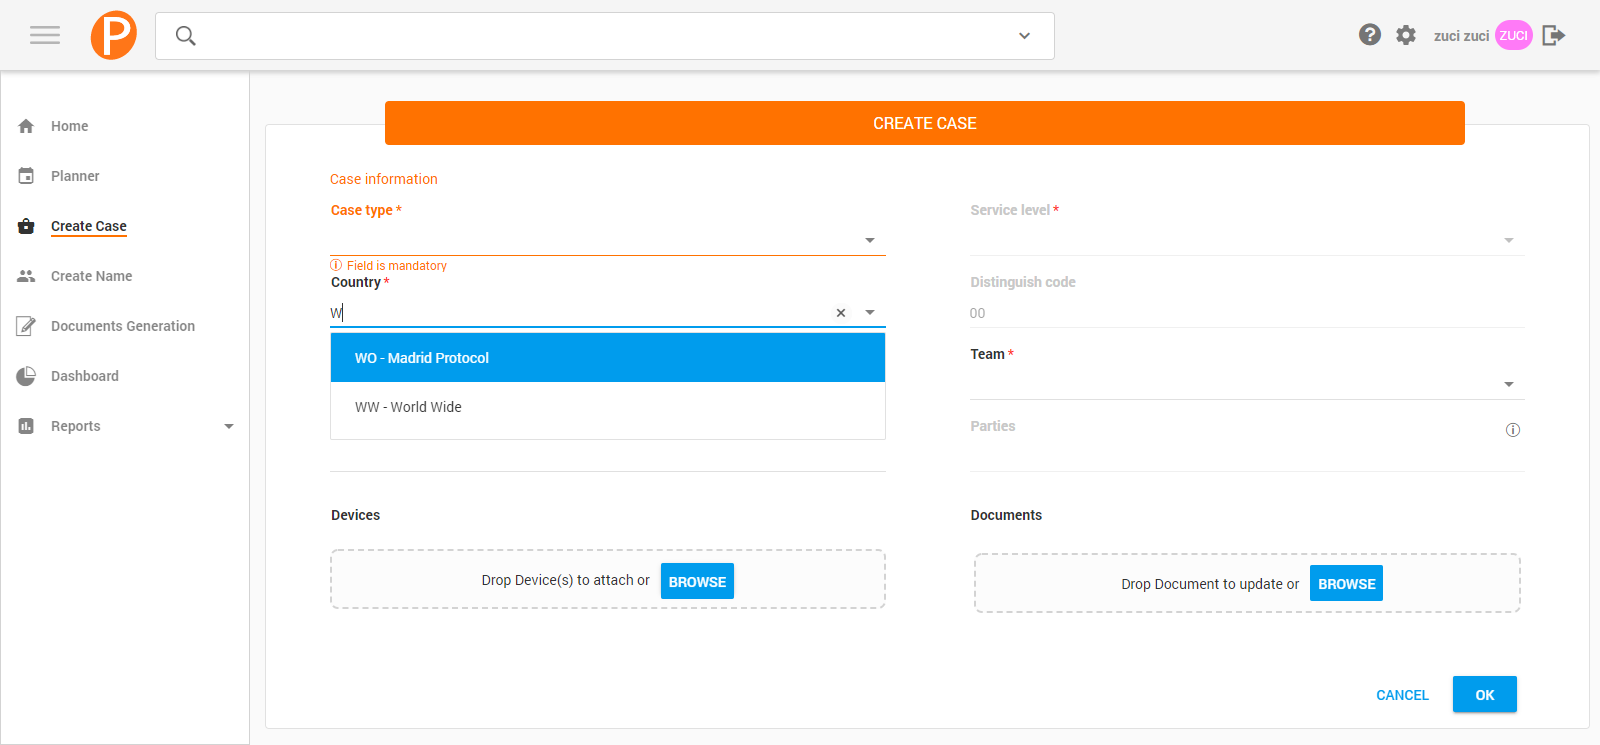 P
zuci zuci ZUCI
Home
Planner
Create Case
Create Name
Documents Generation
Dashboard
Reports
CREATE CASE
Case information
Case type *
Field is mandatory
Country *
W
WO - Madrid Protocol
WW - World Wide
Service level *
Distinguish code
00
Team *
Parties
Devices
Drop Device(s) to attach or BROWSE
Documents
Drop Document to update or BROWSE
CANCEL OK